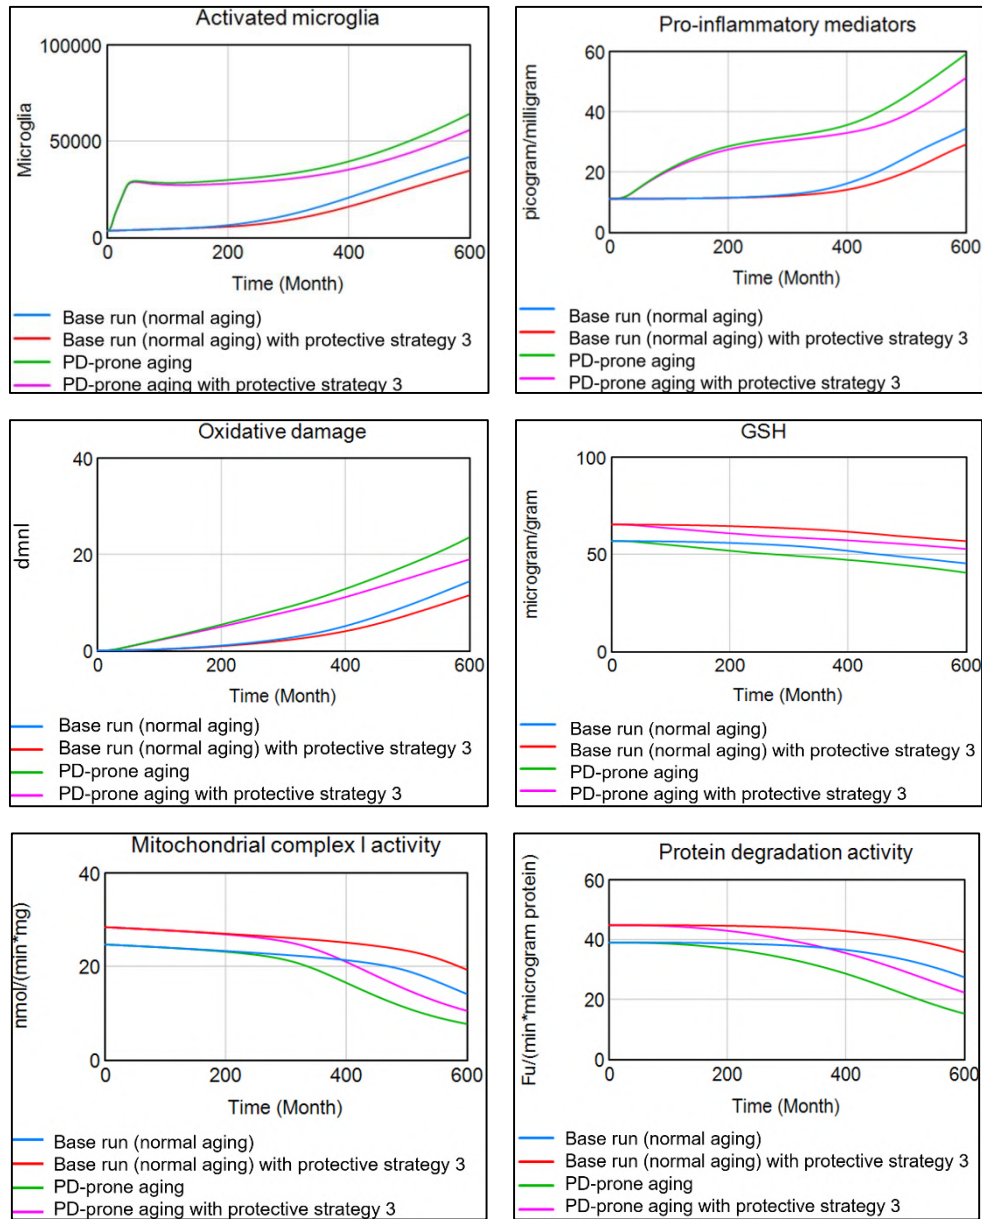 Activated microglia
100000
50000
0
Microglia
0 200 400 600
Time (Month)
Base run (normal aging)
Base run (normal aging) with protective strategy 3
PD-prone aging
PD-prone aging with protective strategy 3
Pro-inflammatory mediators
60
40
20
0
picogram/milligram
0 200 400 600
Time (Month)
Base run (normal aging)
Base run (normal aging) with protective strategy 3
PD-prone aging
PD-prone aging with protective strategy 3
Oxidative damage
40
20
0
dmnl
0 200 400 600
Time (Month)
Base run (normal aging)
Base run (normal aging) with protective strategy 3
PD-prone aging
PD-prone aging with protective strategy 3
GSH
100
50
0
microgram/gram
0 200 400 600
Time (Month)
Base run (normal aging)
Base run (normal aging) with protective strategy 3
PD-prone aging
PD-prone aging with protective strategy 3
Mitochondrial complex I activity
40
20
0
nmol/(min*mg)
0 200 400 600
Time (Month)
Base run (normal aging)
Base run (normal aging) with protective strategy 3
PD-prone aging
PD-prone aging with protective strategy 3
Protein degradation activity
60
40
20
0
Fu/(min*microgram protein)
0 200 400 600
Time (Month)
Base run (normal aging)
Base run (normal aging) with protective strategy 3
PD-prone aging
PD-prone aging with protective strategy 3